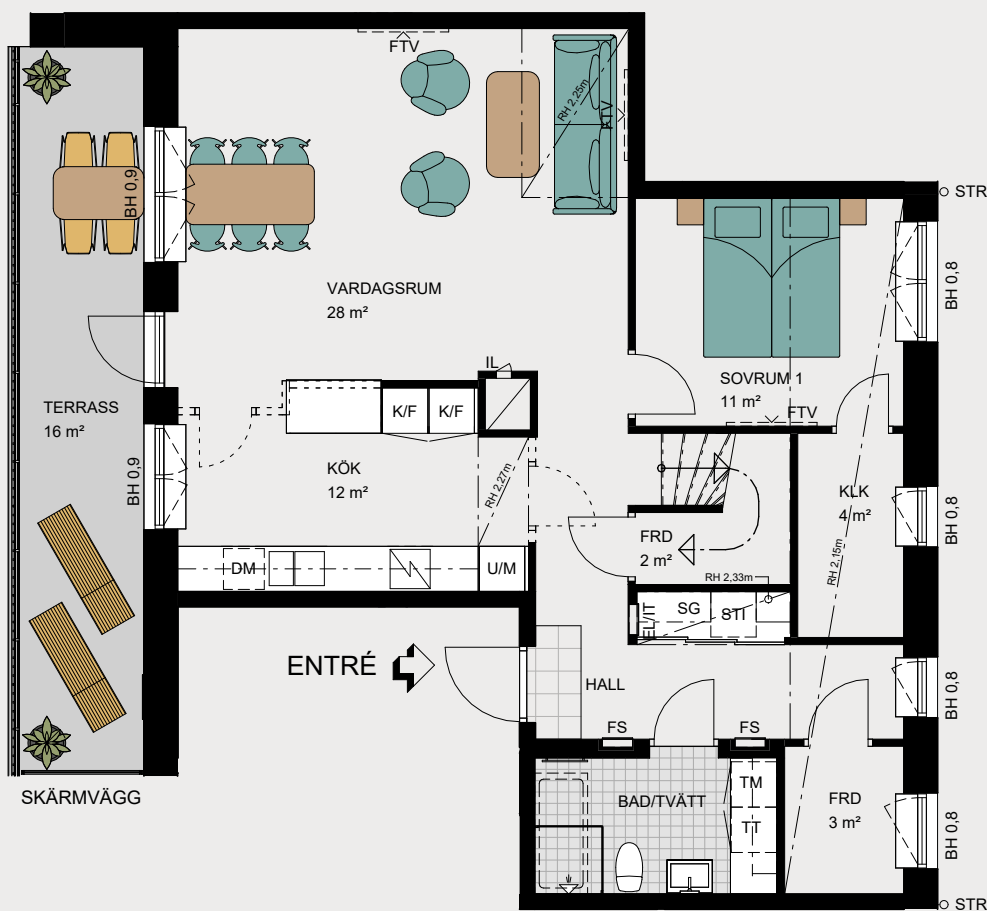 FTV
RH 2,25m
KTV
STR
BH 0,9
BH 0,8
VARDAGSRUM
28 m²
IL
SOVRUM 1
11 m²
FTV
TERRASS
16 m²
K/F
K/F
BH 0,9
KÖK
12 m²
RH 2,27m
KLK
4 m²
BH 0,8
FRD
2 m²
RH 2,15m
DM
U/M
RH 2,33m
EL/IT
SG
STI
ENTRÉ
HALL
BH 0,8
FS
FS
SKÄRMVÄGG
BAD/TVÄTT
TM
TT
FRD
3 m²
BH 0,8
STR